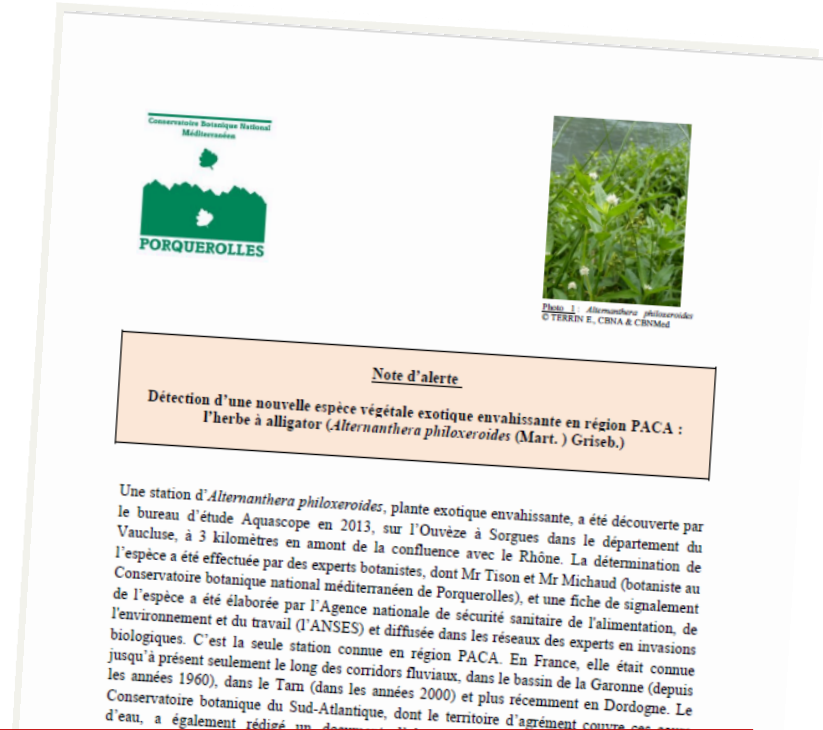 Conservatoire Botanique National
Méditerranéen
PORQUEROLLES
Photo 1 : Alternanthera philoxeroides
© TERRIN E., CBNA & CBNMed
Note d'alerte
Détection d'une nouvelle espèce végétale exotique envahissante en région PACA :
l'herbe à alligator (Alternanthera philoxeroides (Mart. ) Griseb.)
Une station d'Alternanthera philoxeroides, plante exotique envahissante, a été découverte par
le bureau d'étude Aquascope en 2013, sur l'Ouvèze à Sorgues dans le département du
Vaucluse, à 3 kilomètres en amont de la confluence avec le Rhône. La détermination de
l'espèce a été effectuée par des experts botanistes, dont Mr Tison et Mr Michaud (botaniste au
Conservatoire botanique national méditerranéen de Porquerolles), et une fiche de signalement
de l'espèce a été élaborée par l'Agence nationale de sécurité sanitaire de l'alimentation, de
l'environnement et du travail (l'ANSES) et diffusée dans les réseaux des experts en invasions
biologiques. C'est la seule station connue en région PACA. En France, elle était connue
jusqu'à présent seulement le long des corridors fluviaux, dans le bassin de la Garonne (depuis
les années 1960), dans le Tarn (dans les années 2000) et plus récemment en Dordogne. Le
Conservatoire botanique du Sud-Atlantique, dont le territoire d'agrément couvre ces cours
d'eau, a également rédigé un document